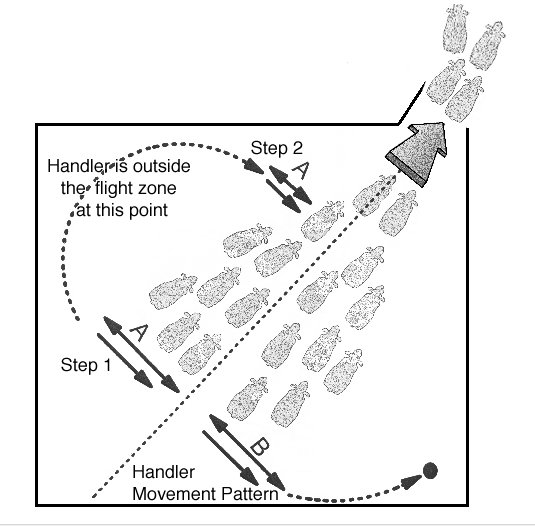 Step 2
A
Handler is outside
the flight zone
at this point
A
Step 1
B
Handler
Movement Pattern